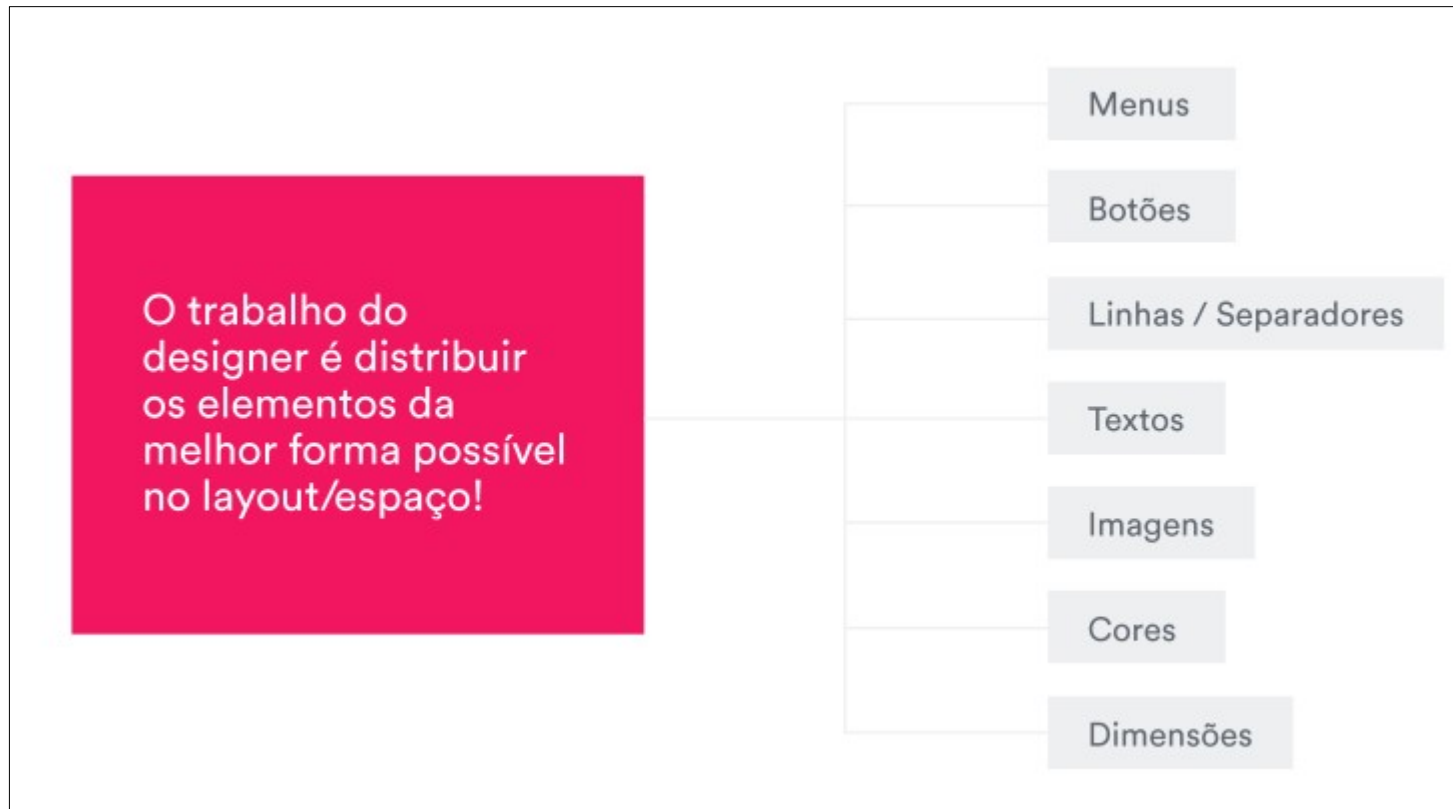 O trabalho do
designer é distribuir
os elementos da
melhor forma possível
no layout/espaço!
Menus
Botões
Linhas / Separadores
Textos
Imagens
Cores
Dimensões